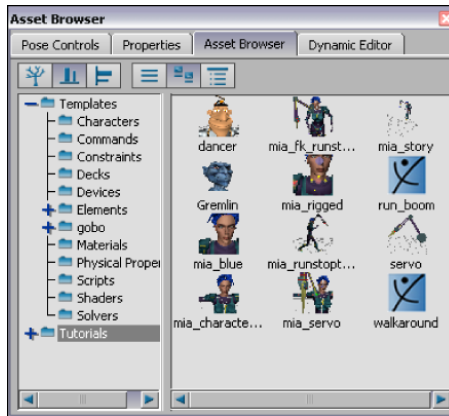 Asset Browser
Pose Controls
Properties
Asset Browser
Dynamic Editor
Templates
Characters
Commands
Constraints
Decks
Devices
Elements
gobo
Materials
Physical Proper
Scripts
Shaders
Solvers
Tutorials
dancer
mia_fk_runst...
mia_story
Gremlin
mia_rigged
run_boom
mia_blue
mia_runstopt...
servo
mia_characte...
mia_servo
walkaround